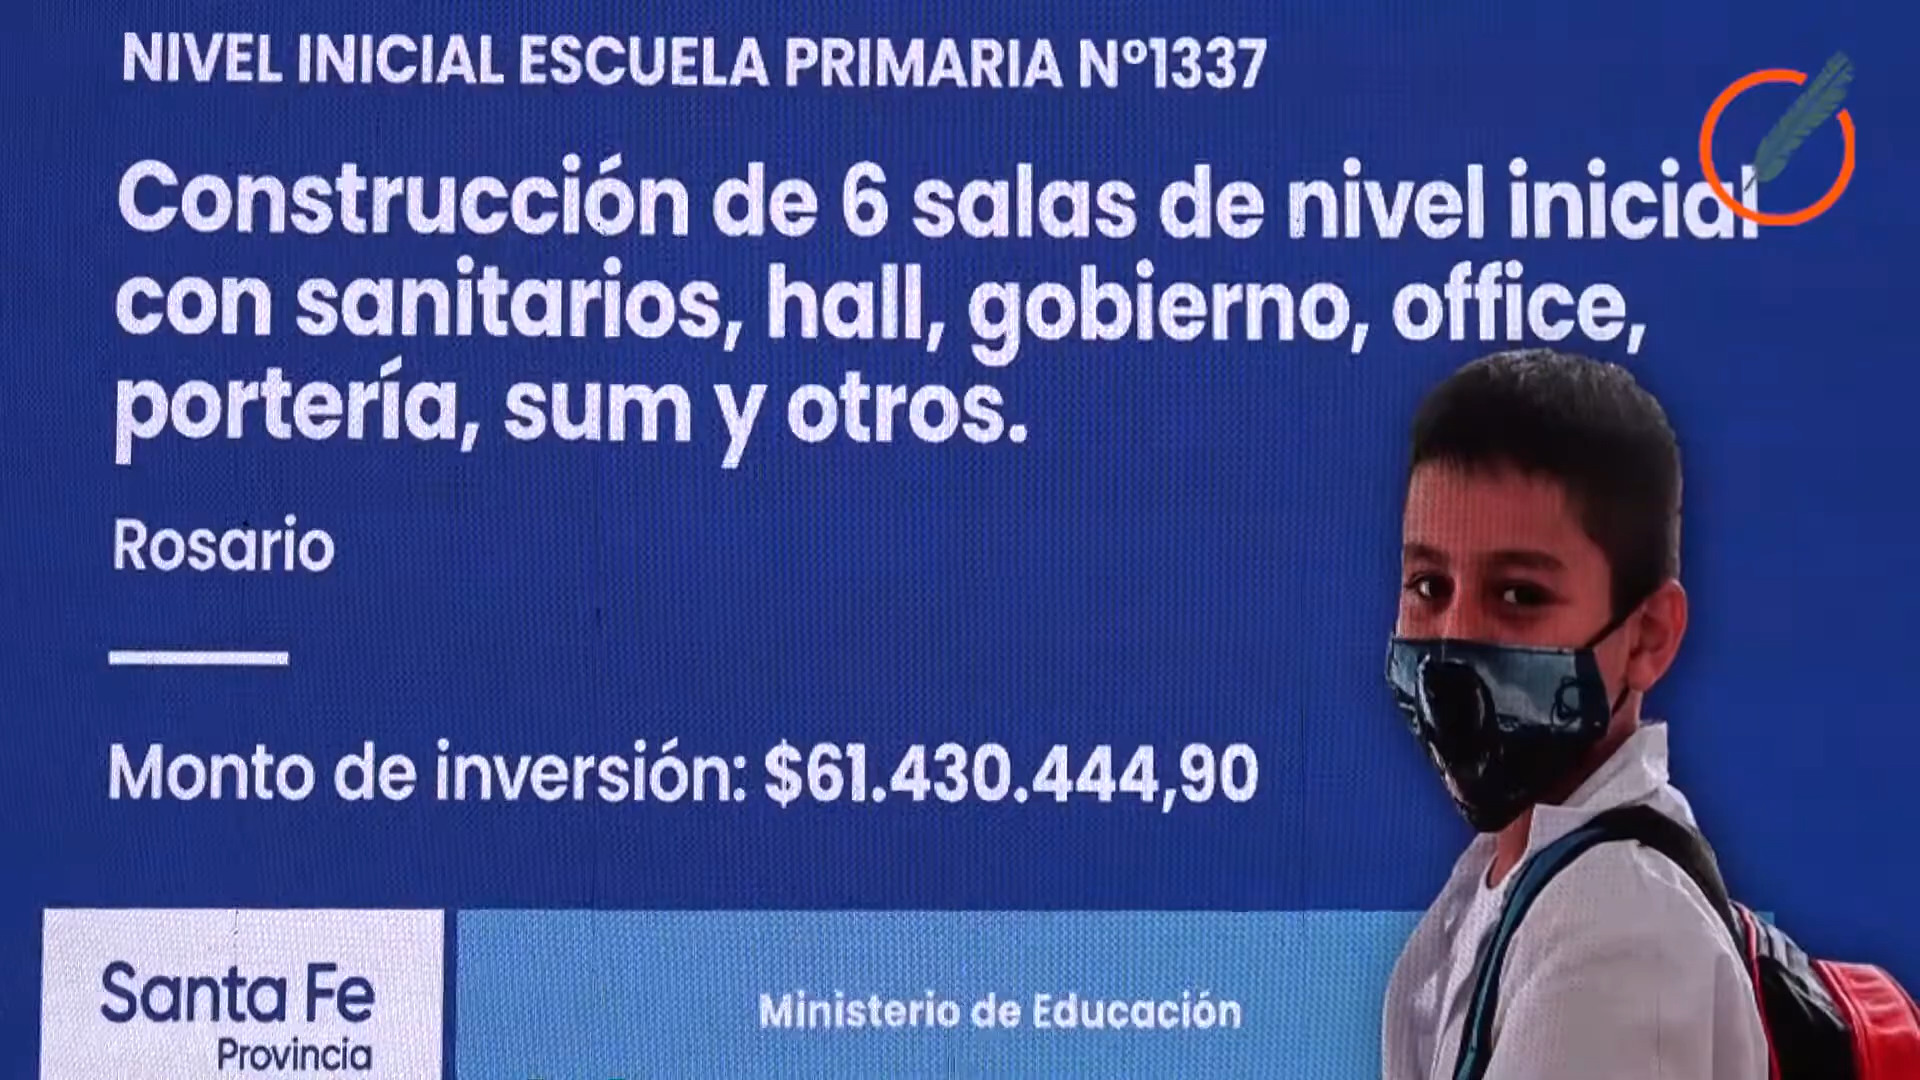 NIVEL INICIAL ESCUELA PRIMARIA Nº1337
Construcción de 6 salas de nivel inicial
con sanitarios, hall, gobierno, office,
portería, sum y otros.
Rosario
Monto de inversión: $61.430.444,90
Santa Fe
Provincia
Ministerio de Educación